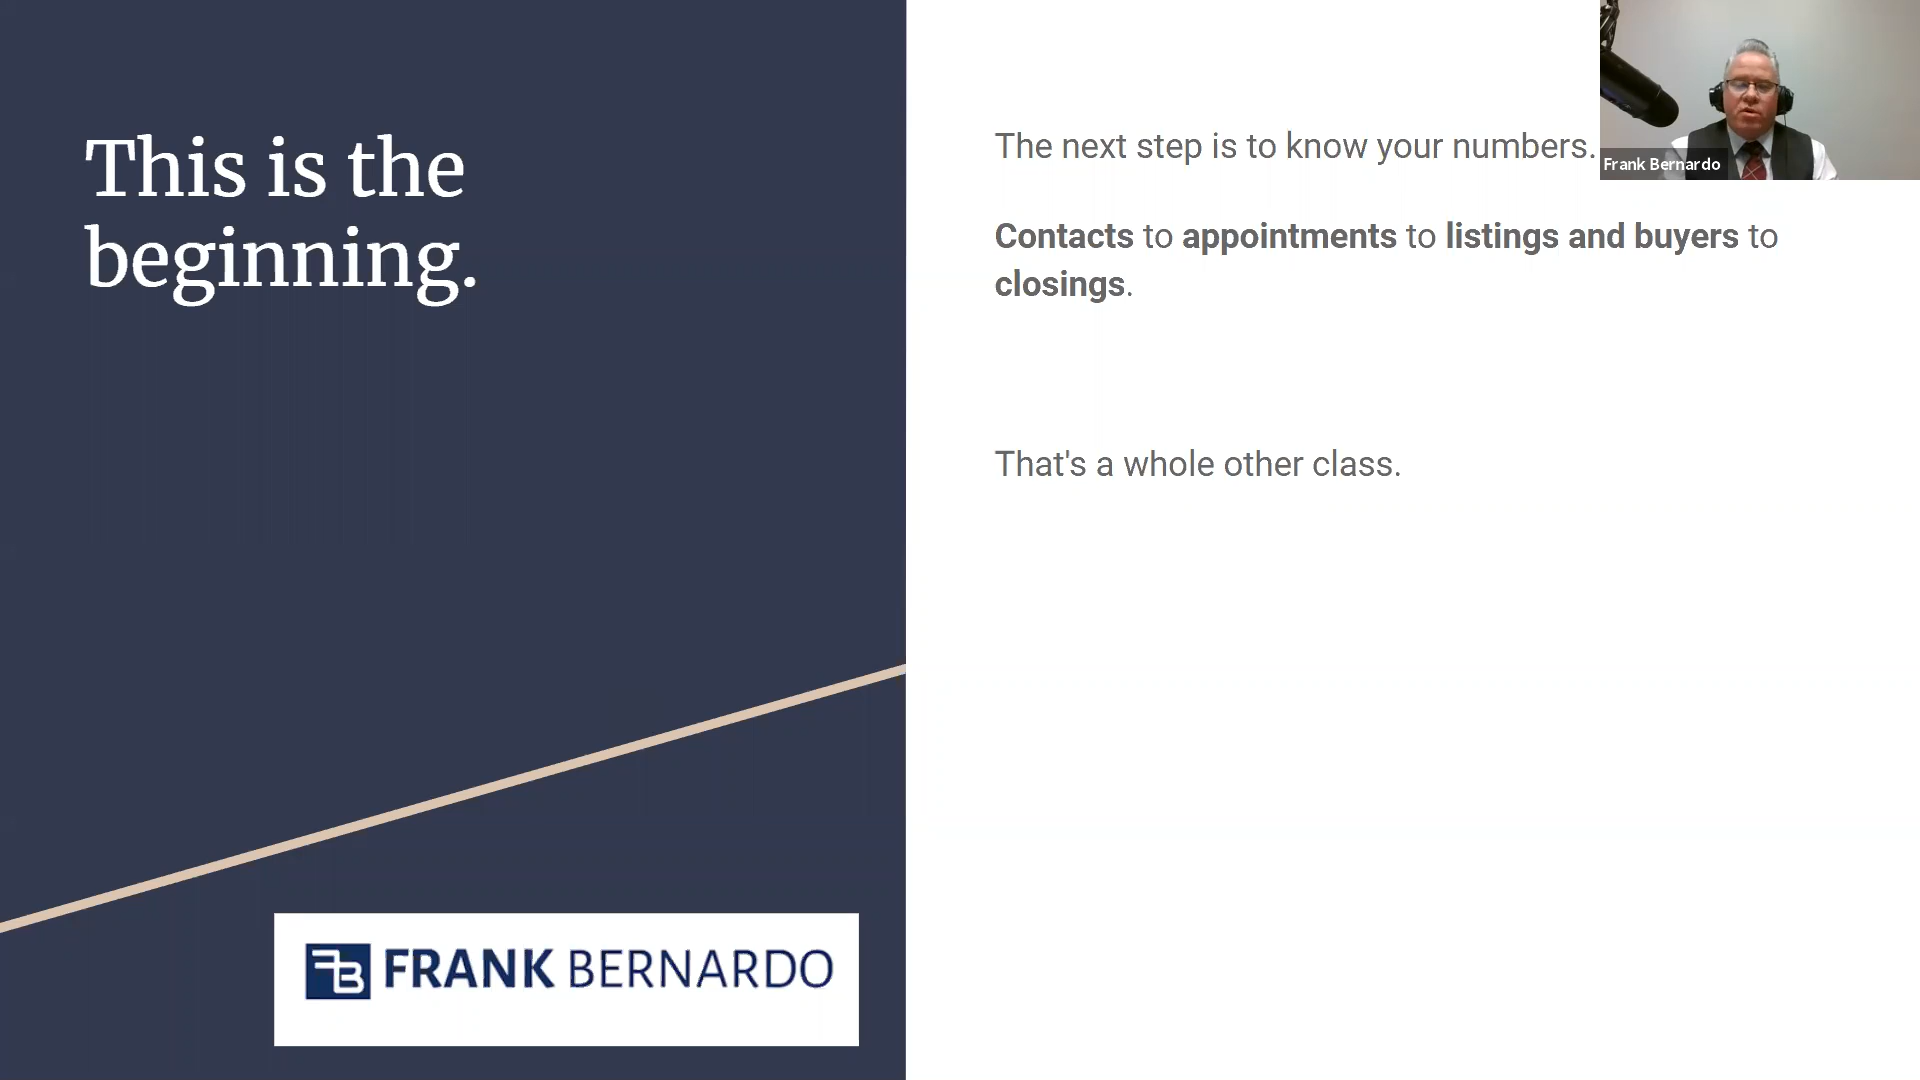 This is the
beginning.
The next step is to know your numbers.
Contacts to appointments to listings and buyers to
closings.
That's a whole other class.
Frank Bernardo
FB FRANK BERNARDO